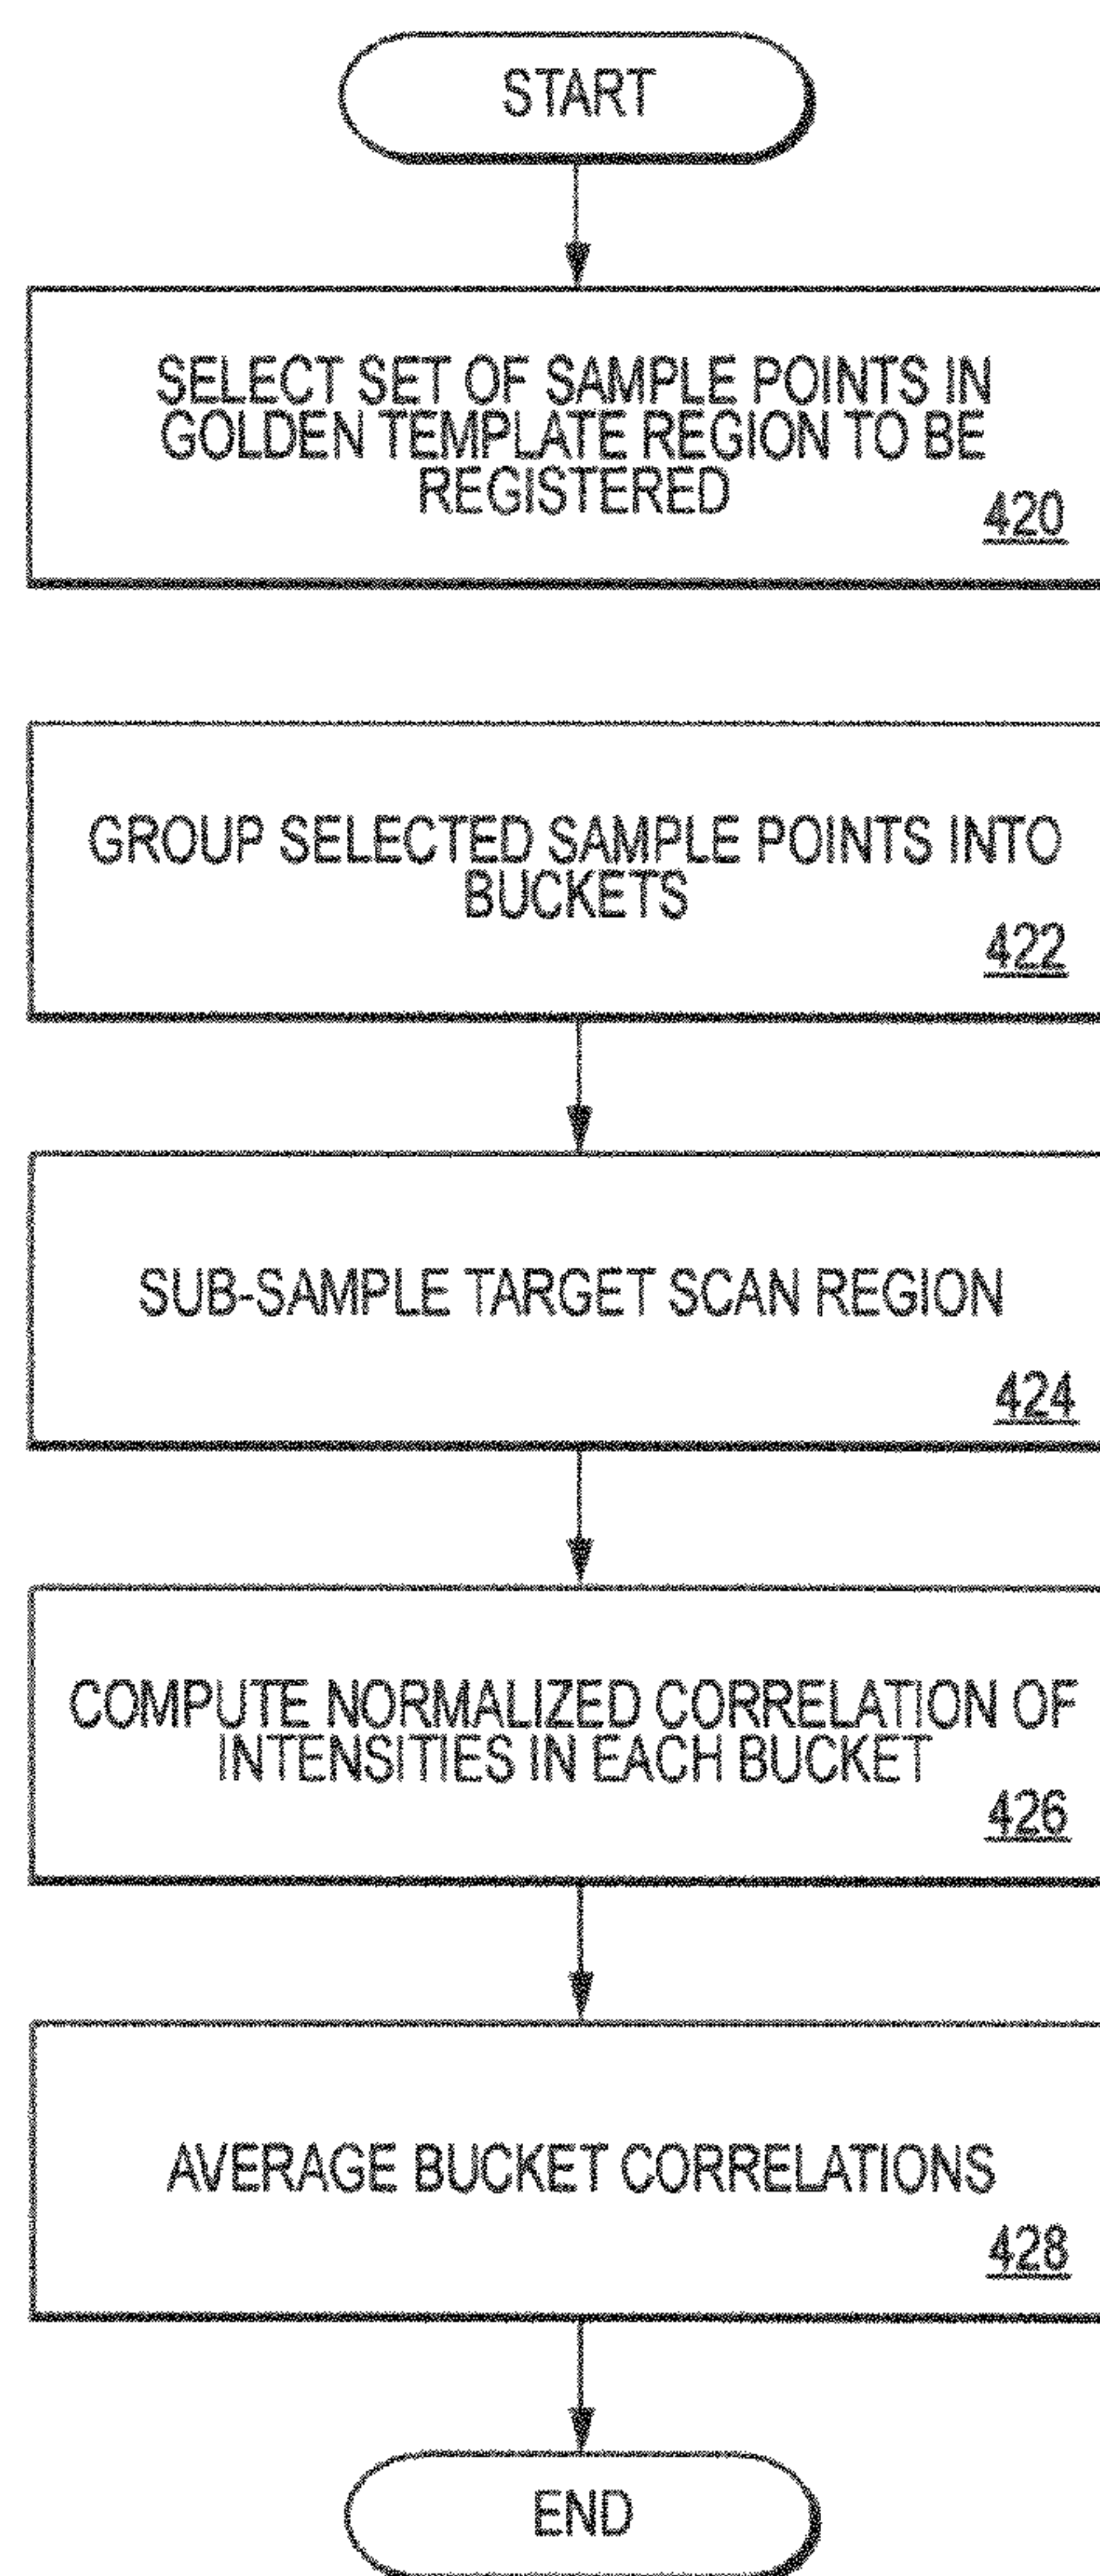 START
SELECT SET OF SAMPLE POINTS IN
GOLDEN TEMPLATE REGION TO BE
REGISTERED
420
GROUP SELECTED SAMPLE POINTS INTO
BUCKETS
422
SUB-SAMPLE TARGET SCAN REGION
424
COMPUTE NORMALIZED CORRELATION OF
INTENSITIES IN EACH BUCKET
426
AVERAGE BUCKET CORRELATIONS
428
END